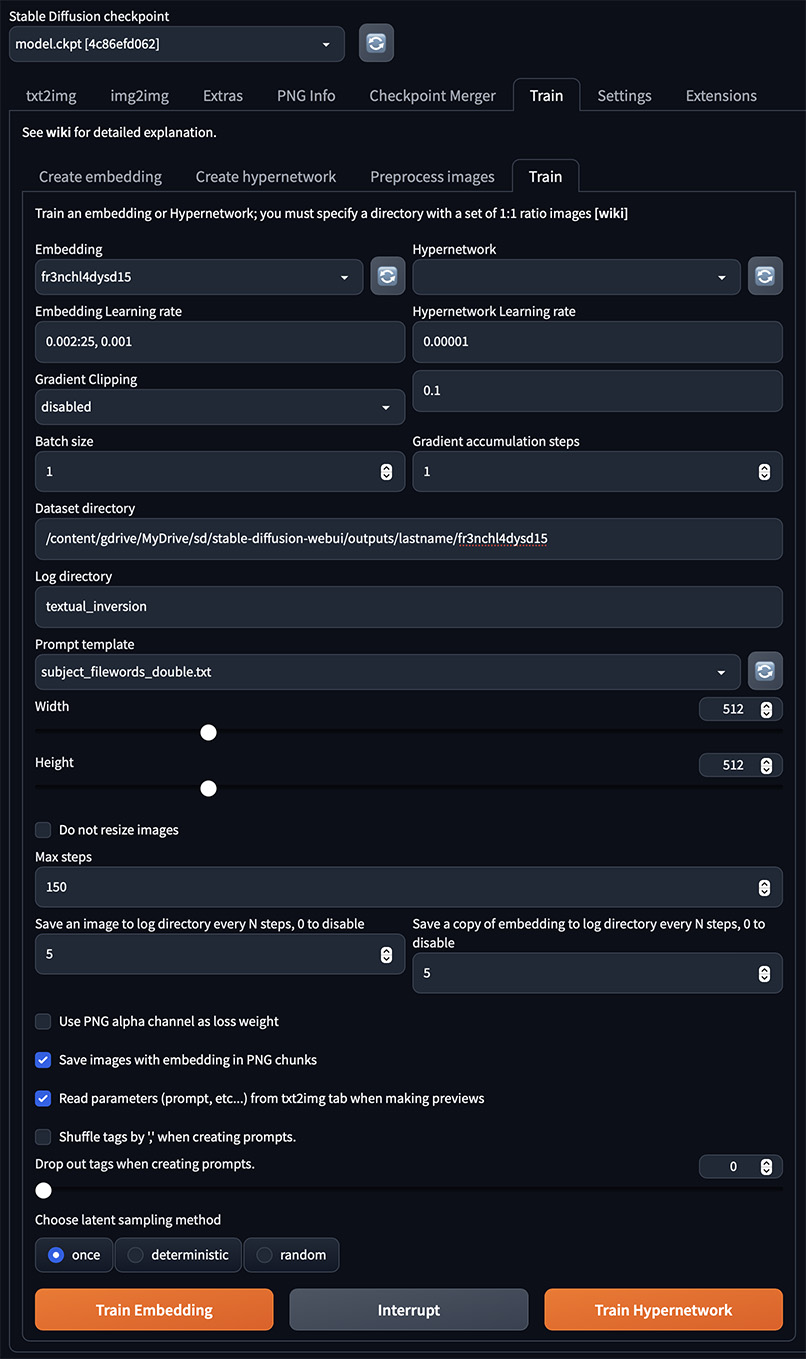 Stable Diffusion checkpoint
model.ckpt [4c86efd062]
txt2img img2img Extras PNG Info Checkpoint Merger Train Settings Extensions
See wiki for detailed explanation.
Create embedding Create hypernetwork Preprocess images Train
Train an embedding or Hypernetwork; you must specify a directory with a set of 1:1 ratio images [wiki]
Embedding Hypernetwork
fr3nchl4dysd15
Embedding Learning rate Hypernetwork Learning rate
0.002:25, 0.001 0.00001
Gradient Clipping
disabled 0.1
Batch size Gradient accumulation steps
1 1
Dataset directory
/content/gdrive/MyDrive/sd/stable-diffusion-webui/outputs/lastname/fr3nchl4dysd15
Log directory
textual_inversion
Prompt template
subject_filewords_double.txt
Width 512
Height 512
Do not resize images
Max steps
150
Save an image to log directory every N steps, 0 to disable
5
Save a copy of embedding to log directory every N steps, 0 to
disable
5
Use PNG alpha channel as loss weight
Save images with embedding in PNG chunks
Read parameters (prompt, etc...) from txt2img tab when making previews
Shuffle tags by ',' when creating prompts.
Drop out tags when creating prompts. 0
Choose latent sampling method
once deterministic random
Train Embedding Interrupt Train Hypernetwork